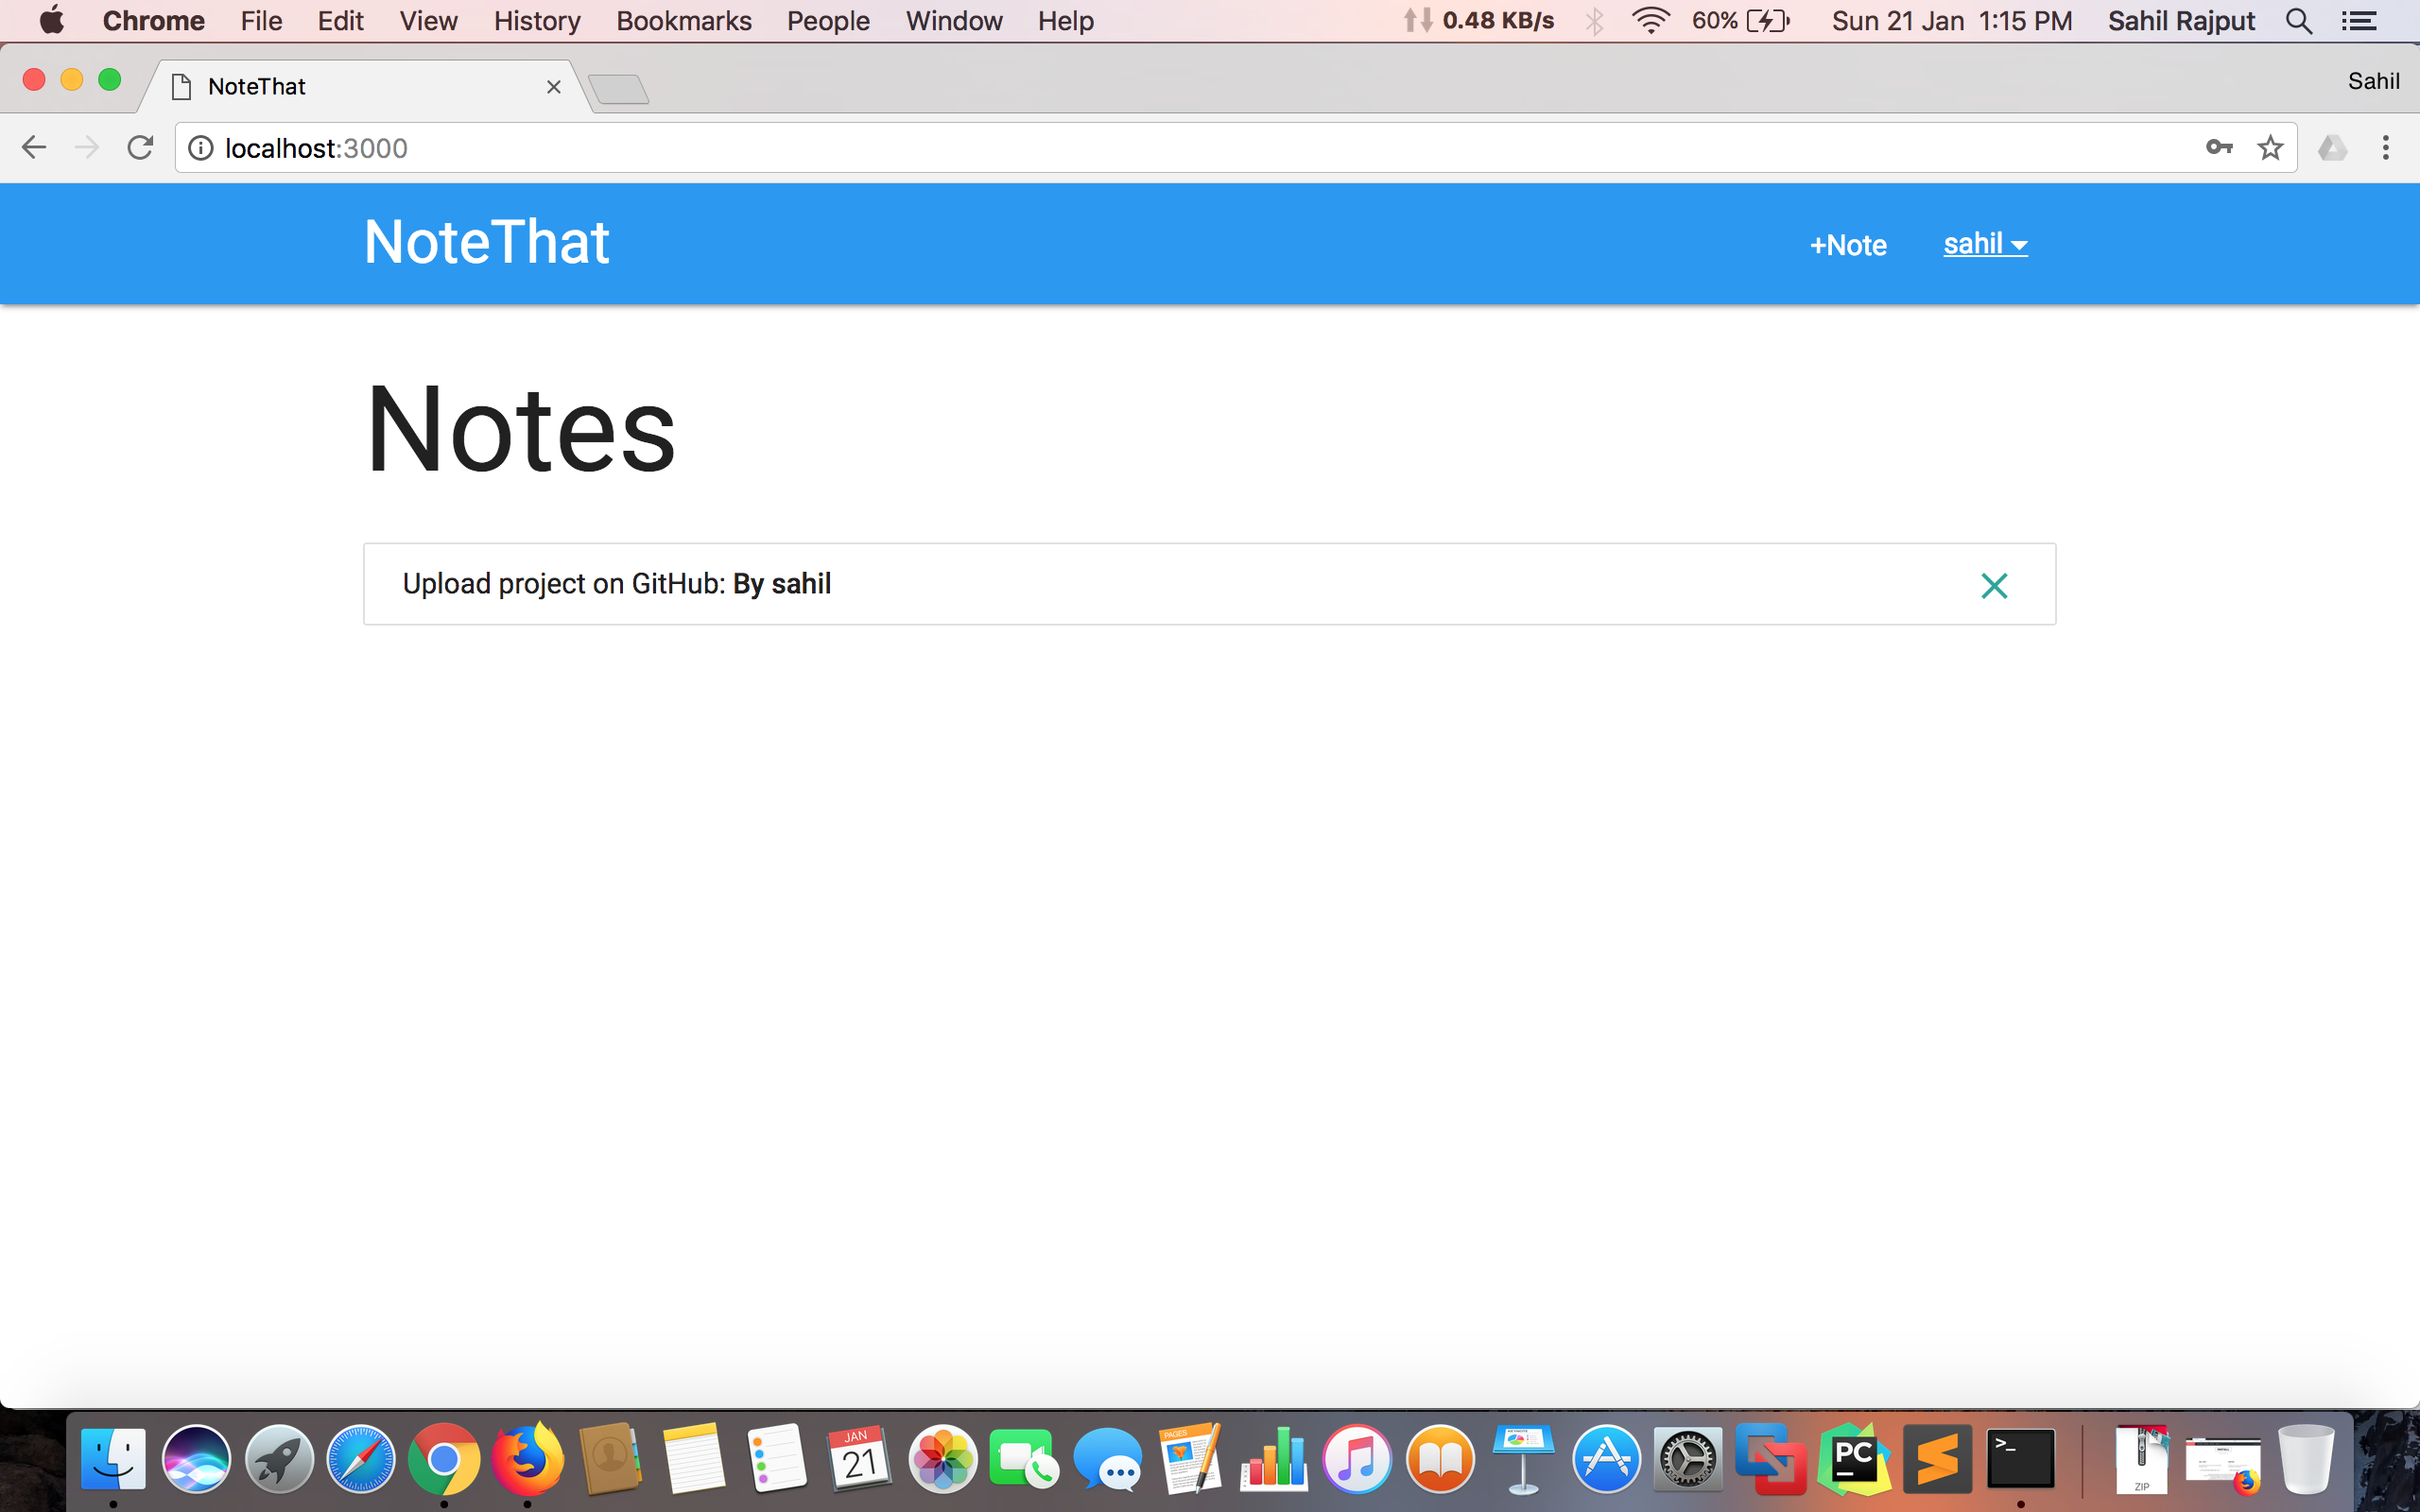 Chrome File Edit View History Bookmarks People Window Help 0.48 KB/s 60% Sun 21 Jan 1:15 PM Sahil Rajput
NoteThat Sahil
localhost:3000
NoteThat +Note sahil
Notes
Upload project on GitHub: By sahil
JAN
21
PAGES
PC
>_
ZIP